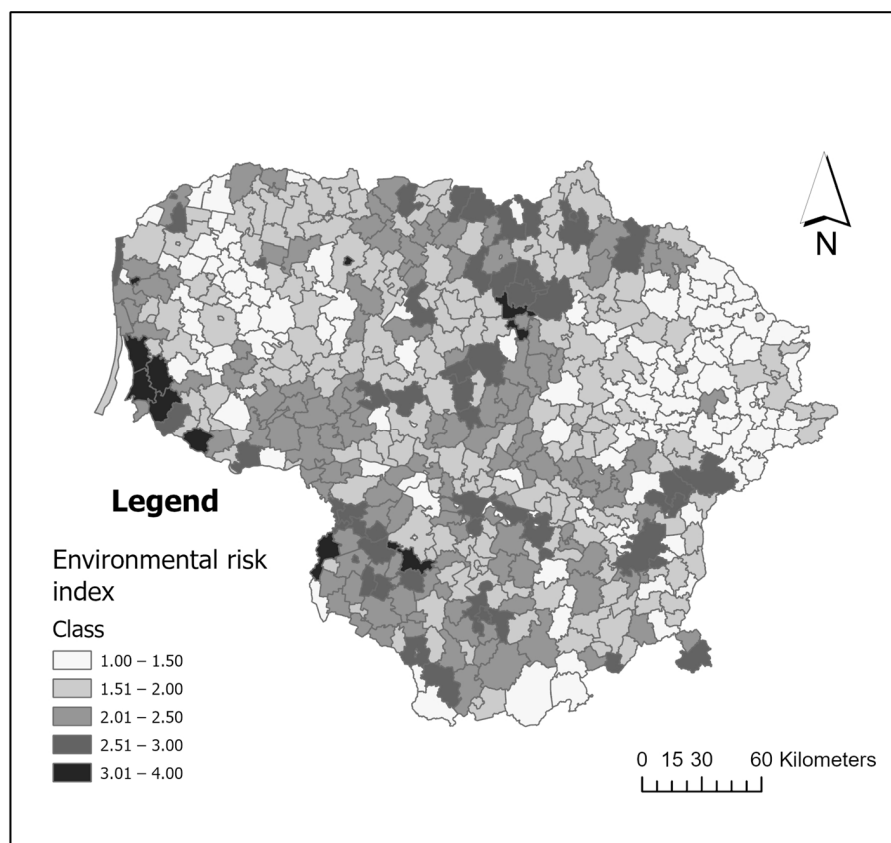 N
Legend
Environmental risk
index
Class
1.00 – 1.50
1.51 – 2.00
2.01 – 2.50
2.51 – 3.00
3.01 – 4.00
0 15 30 60 Kilometers